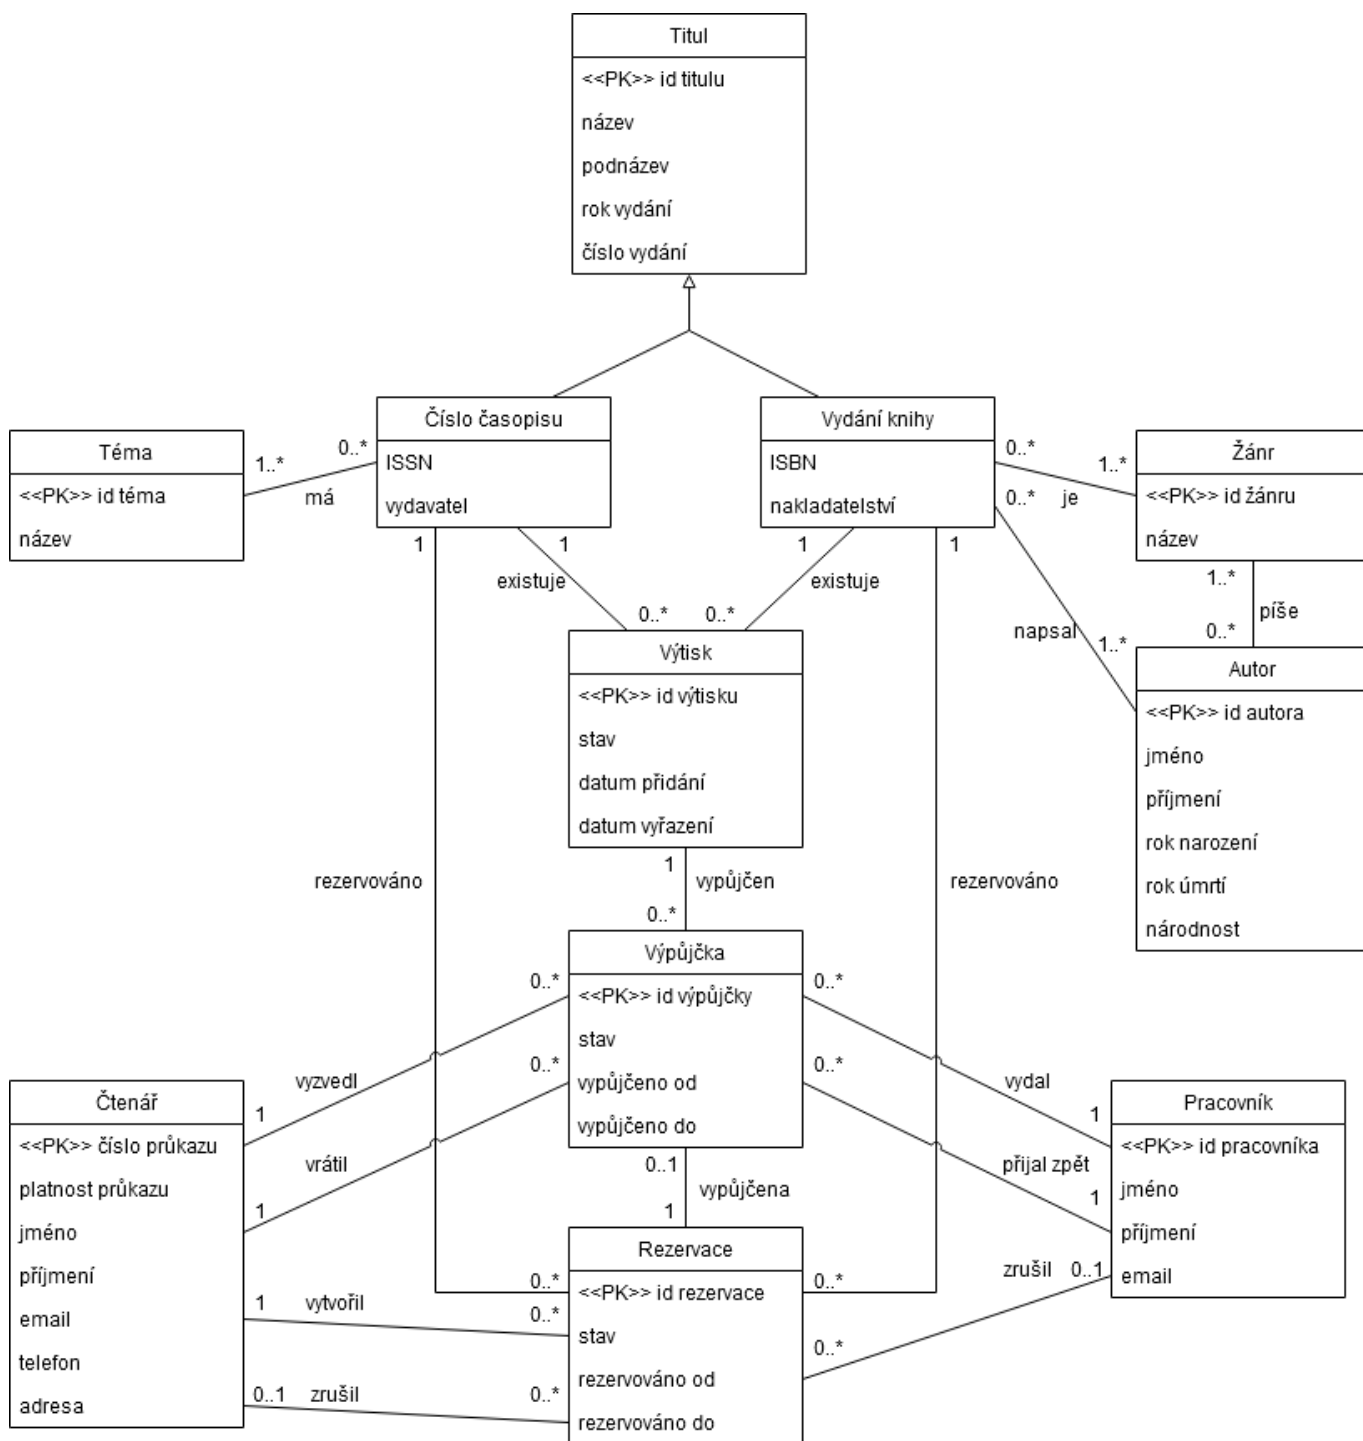 Titul
<<PK>> id titulu
název
podnázev
rok vydání
číslo vydání
Číslo časopisu
ISSN
vydavatel
Vydání knihy
ISBN
nakladatelství
Téma
<<PK>> id téma
název
1..*
0..*
má
Žánr
<<PK>> id žánru
název
0..*
1..*
je
0..*
napsal
1..*
1..*
píše
0..*
Autor
<<PK>> id autora
jméno
příjmení
rok narození
rok úmrtí
národnost
1
1
existuje
0..*
1
1
existuje
0..*
Výtisk
<<PK>> id výtisku
stav
datum přidání
datum vyřazení
rezervováno
1
vypůjčen
0..*
rezervováno
Výpůjčka
<<PK>> id výpůjčky
stav
vypůjčeno od
vypůjčeno do
0..*
vyzvedl
1
0..*
vrátil
1
0..*
vydal
1
0..*
přijal zpět
1
Čtenář
<<PK>> číslo průkazu
platnost průkazu
jméno
příjmení
email
telefon
adresa
Pracovník
<<PK>> id pracovníka
jméno
příjmení
email
0..1
vypůjčena
1
Rezervace
<<PK>> id rezervace
stav
rezervováno od
rezervováno do
0..*
0..*
1
vytvořil
0..*
0..1
zrušil
0..*
zrušil
0..1
0..*